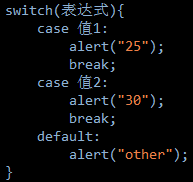 switch(表达式){
    case 值1:
        alert("25");
        break;
    case 值2:
        alert("30");
        break;
    default:
        alert("other");
}